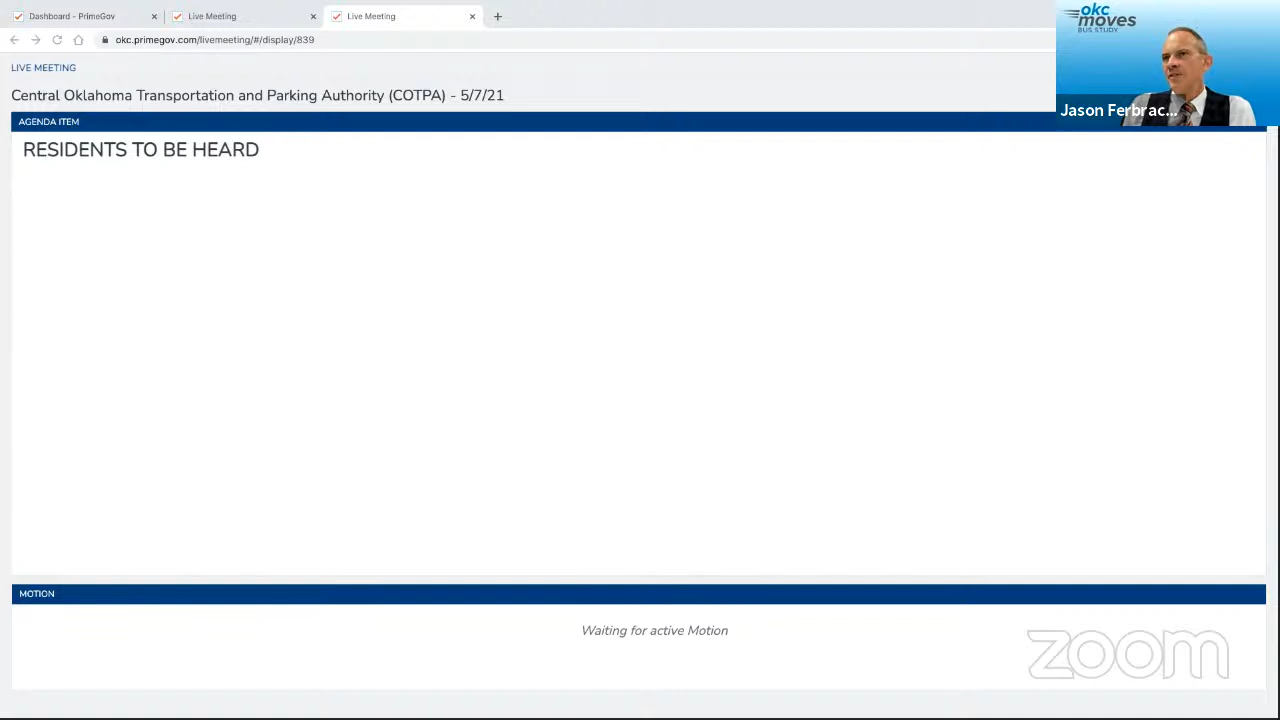 Dashboard - PrimeGov
Live Meeting
Live Meeting
okc.primegov.com/livemeeting/#/display/839
okc
moves
BUS STUDY
Jason Ferbrac...
LIVE MEETING
Central Oklahoma Transportation and Parking Authority (COTPA) - 5/7/21
AGENDA ITEM
RESIDENTS TO BE HEARD
MOTION
Waiting for active Motion
zoom